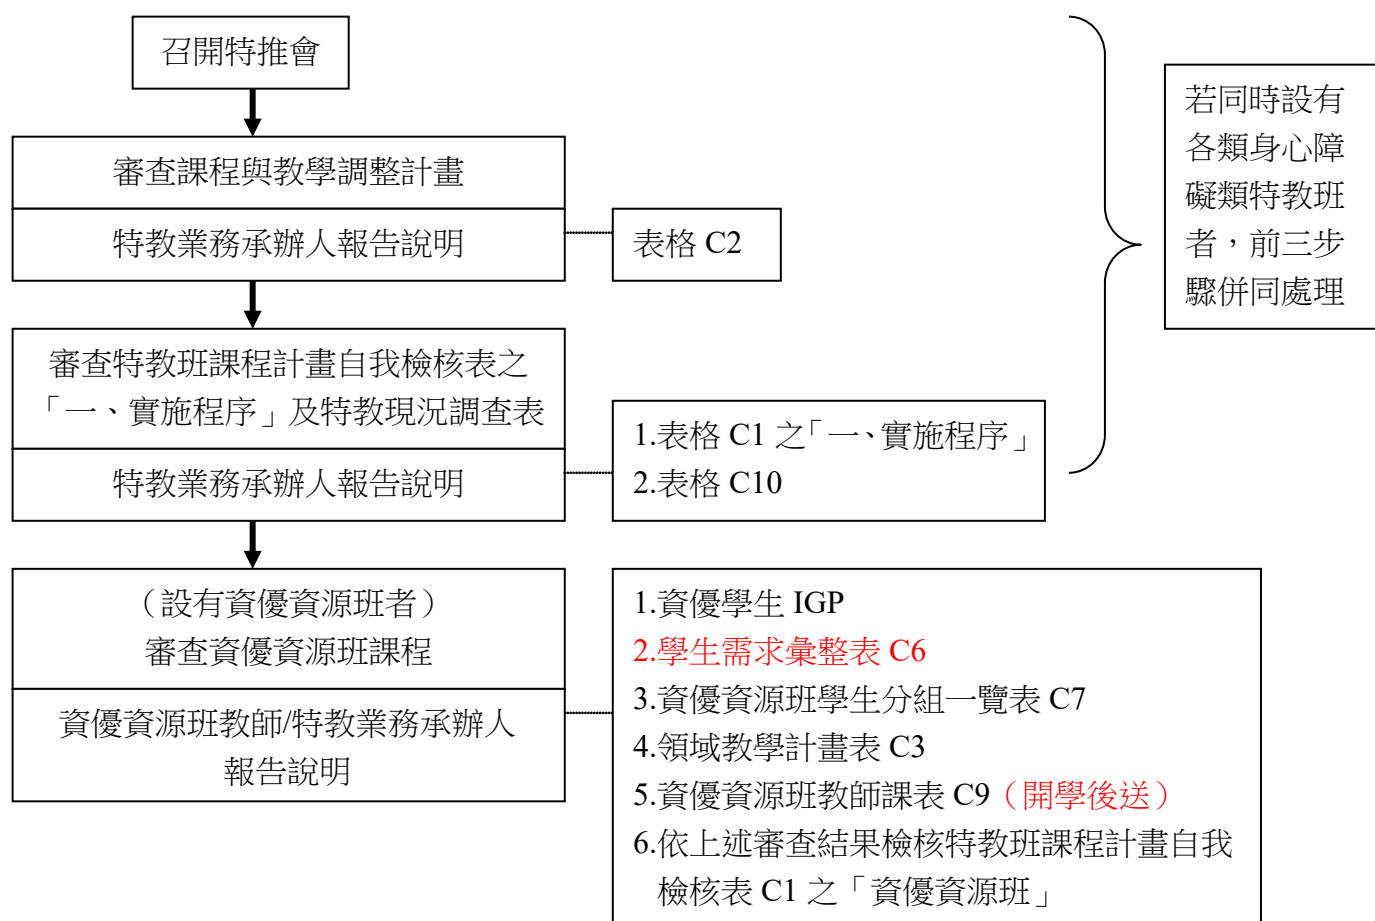 召開特推會
審查課程與教學調整計畫
特教業務承辦人報告說明
表格 C2
審查特教班課程計畫自我檢核表之
「一、實施程序」及特教現況調查表
特教業務承辦人報告說明
1.表格 C1 之「一、實施程序」
2.表格 C10
若同時設有
各類身心障
礙類特教班
者，前三步
驟併同處理
（設有資優資源班者）
審查資優資源班課程
資優資源班教師/特教業務承辦人
報告說明
1.資優學生 IGP
2.學生需求彙整表 C6
3.資優資源班學生分組一覽表 C7
4.領域教學計畫表 C3
5.資優資源班教師課表 C9（開學後送）
6.依上述審查結果檢核特教班課程計畫自我
檢核表 C1 之「資優資源班」